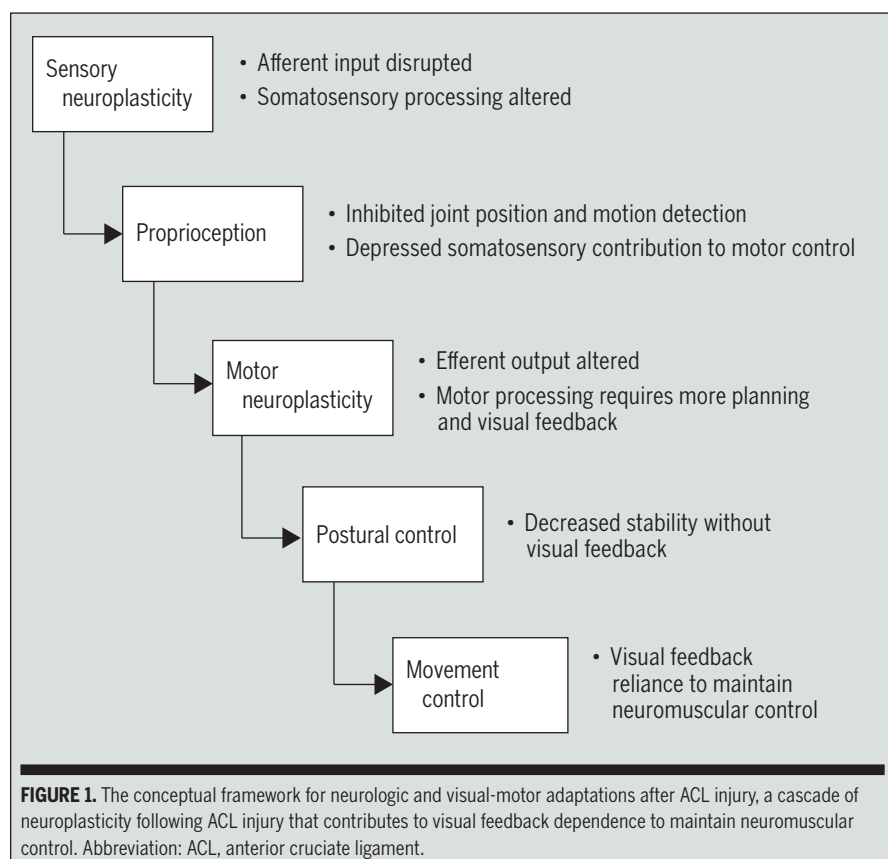 Sensory
neuroplasticity
• Afferent input disrupted
• Somatosensory processing altered
Proprioception
• Inhibited joint position and motion detection
• Depressed somatosensory contribution to motor control
Motor
neuroplasticity
• Efferent output altered
• Motor processing requires more planning
and visual feedback
Postural control
• Decreased stability without
visual feedback
Movement
control
• Visual feedback
reliance to maintain
neuromuscular control
FIGURE 1. The conceptual framework for neurologic and visual-motor adaptations after ACL injury, a cascade of
neuroplasticity following ACL injury that contributes to visual feedback dependence to maintain neuromuscular
control. Abbreviation: ACL, anterior cruciate ligament.